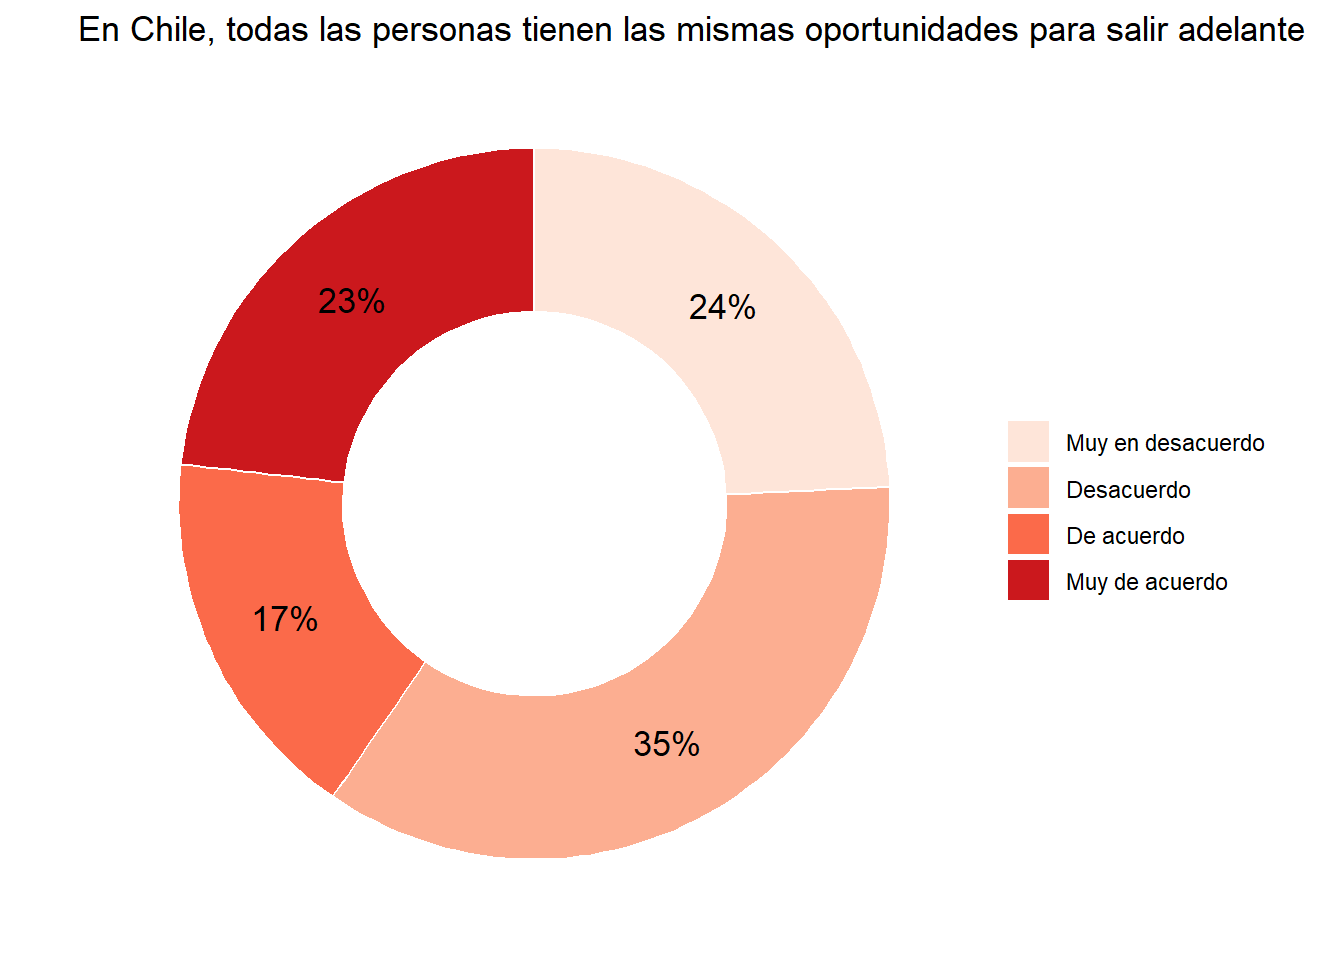 En Chile, todas las personas tienen las mismas oportunidades para salir adelante
23%
24%
17%
35%
Muy en desacuerdo
Desacuerdo
De acuerdo
Muy de acuerdo